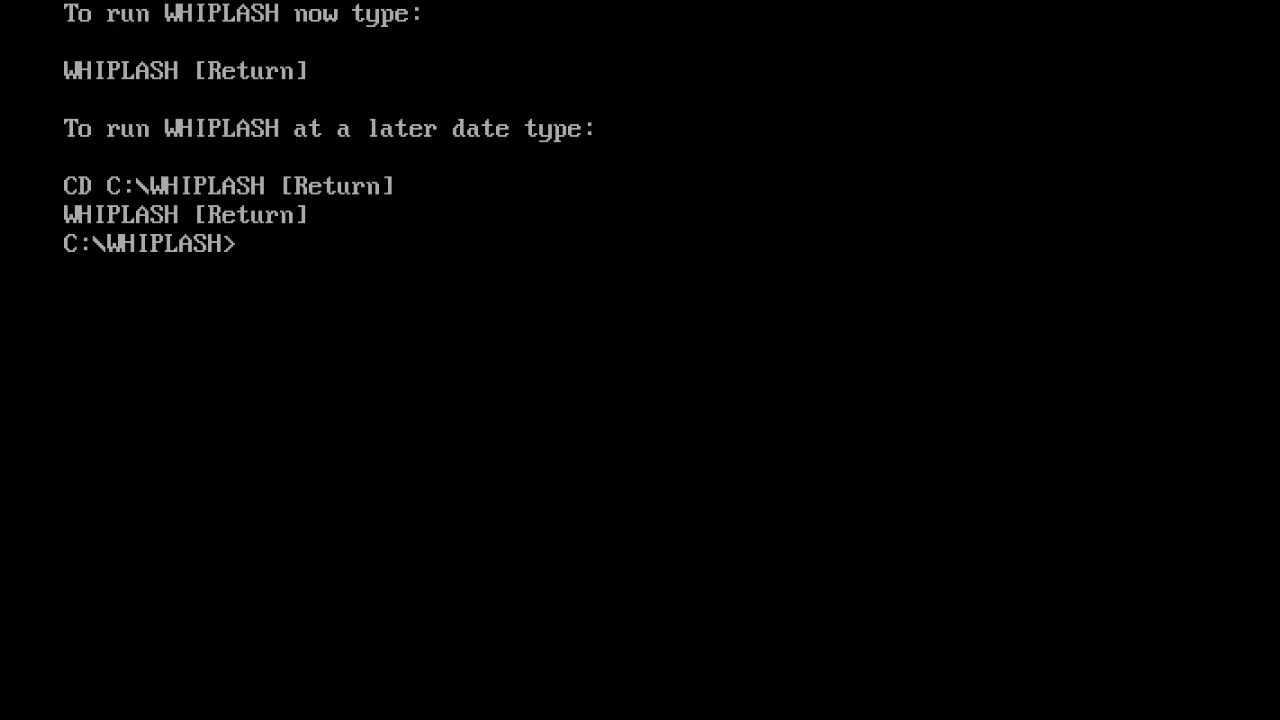 To run WHIPLASH now type:
WHIPLASH [Return]
To run WHIPLASH at a later date type:
CD C:\WHIPLASH [Return]
WHIPLASH [Return]
C:\WHIPLASH>